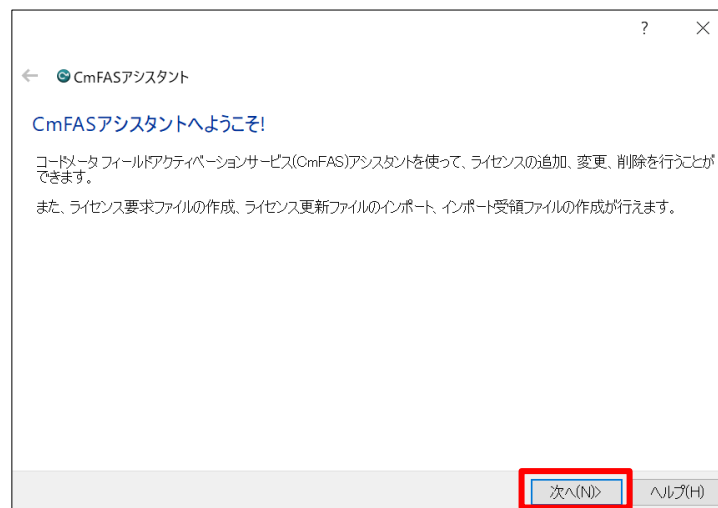 ?
CmFASアシスタント
CmFASアシスタントへようこそ!
コードメータ フィールドアクティベーションサービス(CmFAS)アシスタントを使って、ライセンスの追加、変更、削除を行うことが
できます。
また、ライセンス要求ファイルの作成、ライセンス更新ファイルのインポート、インポート受領ファイルの作成が行えます。
次へ(N)>
ヘルプ(H)